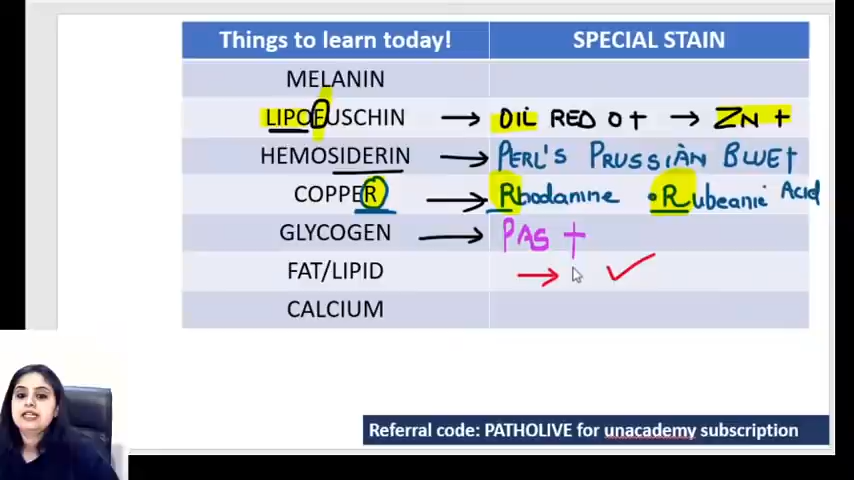 Things to learn today! SPECIAL STAIN
MELANIN
LIPOFUSCHIN → OIL RED O+ → ZN +
HEMOSIDERIN → PERL'S PRUSSIAN BLUE+
COPPER → Rhodanine • Rubeanic Acid
GLYCOGEN → PAS +
FAT/LIPID → ✓
CALCIUM
Referral code: PATHOLIVE for unacademy subscription